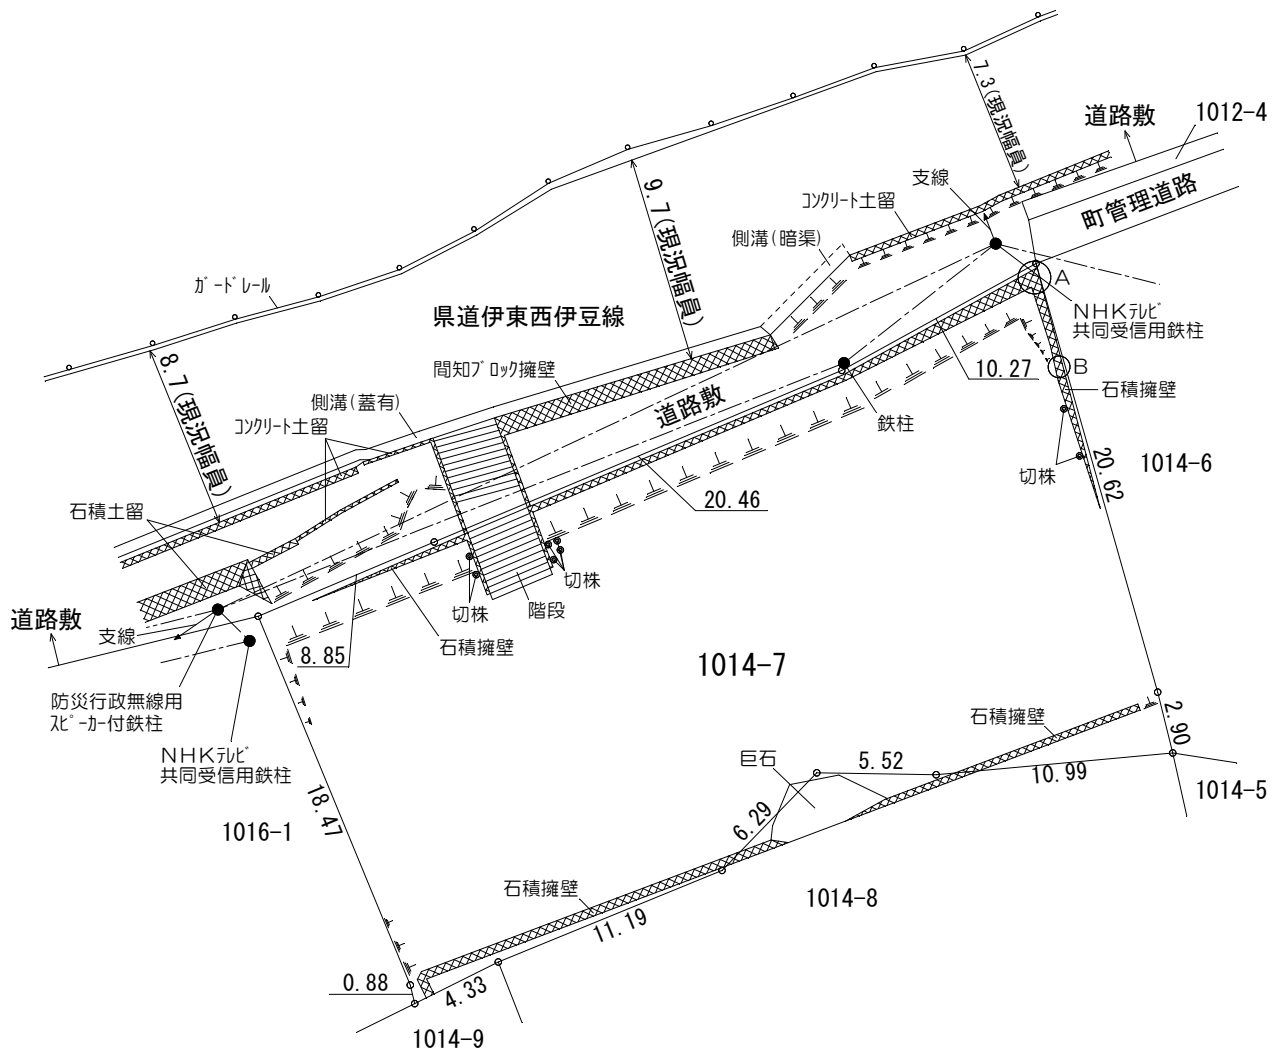 7.3(現況幅員)
道路敷
1012-4
支線
コンクリート土留
町管理道路
9.7(現況幅員)
側溝(暗渠)
ガードレール
A
県道伊東西伊豆線
NHKテレビ
共同受信用鉄柱
8.7(現況幅員)
間知ブロック擁壁
10.27
B
石積擁壁
側溝(蓋有)
道路敷
鉄柱
コンクリート土留
20.62
1014-6
切株
石積土留
20.46
切株
階段
切株
道路敷
支線
石積擁壁
8.85
1014-7
防災行政無線用
スピーカー付鉄柱
石積擁壁
2.90
NHKテレビ
共同受信用鉄柱
巨石
5.52
10.99
1014-5
18.47
6.29
1016-1
石積擁壁
1014-8
11.19
0.88
4.33
1014-9